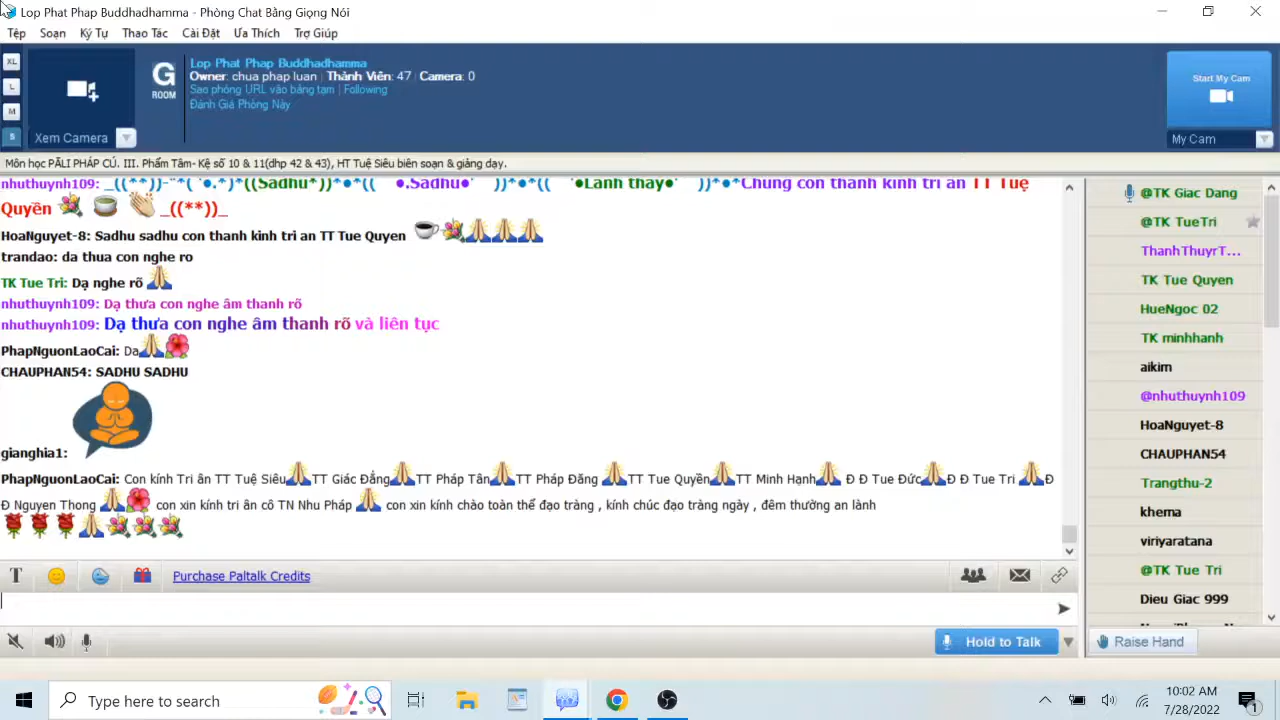 Lop Phat Phap Buddhadhamma - Phòng Chat Bằng Giọng Nói
Tệp Soạn Ký Tự Thao Tác Cài Đặt Ưa Thích Trợ Giúp
XL
L
M
S
Xem Camera
G
ROOM
Lop Phat Phap Buddhadhamma
Owner: chua phap luan | Thành Viên: 47 | Camera: 0
Sao phỏng URL vào bảng tạm | Following
Đánh Giá Phòng Này
Start My Cam
My Cam
Môn học PĀLI PHÁP CÚ. III. Phẩm Tâm- Kệ số 10 & 11(dhp 42 & 43), HT Tuệ Siêu biên soạn & giảng dạy.
nhuthuynh109: _((**))-"*( `●.*)*((Sadhu*))*●*(( ●.Sadhu●' ))*●*(( '●Lành thay●' ))*●*Chúng con thành kính tri ân TT Tuệ
Quyền _((**))_
HoaNguyet-8: Sadhu sadhu con thanh kinh tri an TT Tue Quyen
trandao: da thua con nghe ro
TK Tue Tri: Dạ nghe rõ
nhuthuynh109: Dạ thưa con nghe âm thanh rõ
nhuthuynh109: Dạ thưa con nghe âm thanh rõ và liên tục
PhapNguonLaoCai: Da
CHAUPHAN54: SADHU SADHU
gianghia1:
PhapNguonLaoCai: Con kính Tri ân TT Tuệ Siêu TT Giác Đẳng TT Pháp Tân TT Pháp Đăng TT Tue Quyền TT Minh Hạnh Đ Đ Tue Đức Đ Đ Tue Tri Đ
Đ Nguyen Thong con xin kính tri ân cô TN Nhu Pháp con xin kính chào toàn thể đạo tràng , kính chúc đạo tràng ngày , đêm thường an lành
@TK Giac Dang
@TK TueTri
ThanhThuyrT...
TK Tue Quyen
HueNgoc 02
TK minhhanh
aikim
@nhuthuynh109
HoaNguyet-8
CHAUPHAN54
Trangthu-2
khema
viriyaratana
@TK Tue Tri
Dieu Giac 999
T
Purchase Paltalk Credits
Hold to Talk
Raise Hand
Type here to search
10:02 AM
7/28/2022
1